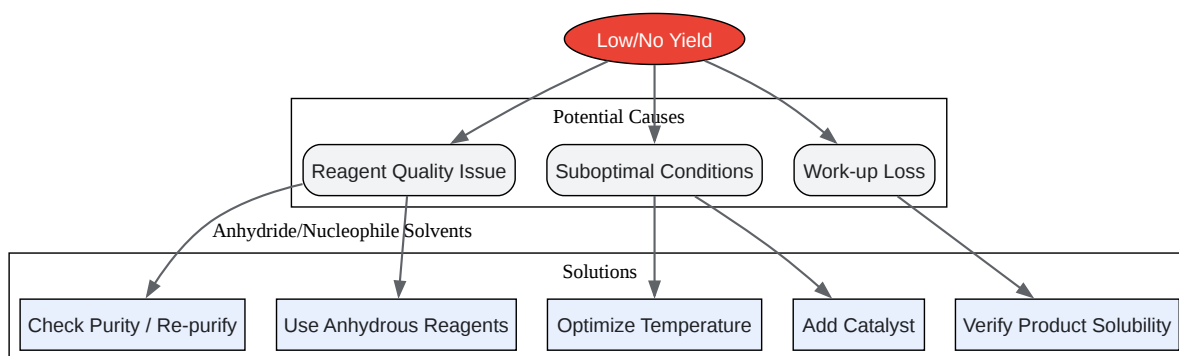 Low/No Yield
Potential Causes
Reagent Quality Issue
Suboptimal Conditions
Work-up Loss
Anhydride/Nucleophile
Solvents
Solutions
Check Purity / Re-purify
Use Anhydrous Reagents
Optimize Temperature
Add Catalyst
Verify Product Solubility